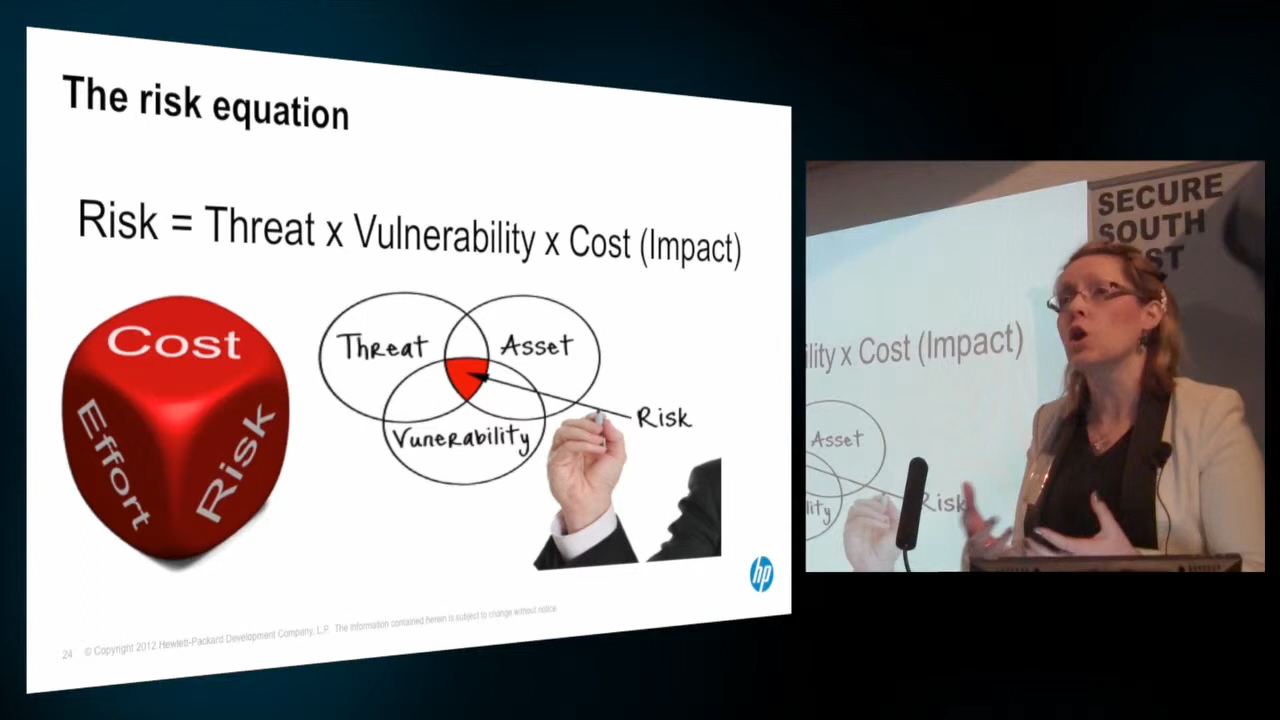 The risk equation
Risk = Threat x Vulnerability x Cost (Impact)
Cost
Effort
Risk
Threat
Asset
Vunerability
Risk
hp
24 © Copyright 2012 Hewlett-Packard Development Company, L.P. The information contained herein is subject to change without notice.
SECURE
SOUTH
ST
ility x Cost (Impact)
Asset
lity
Risk